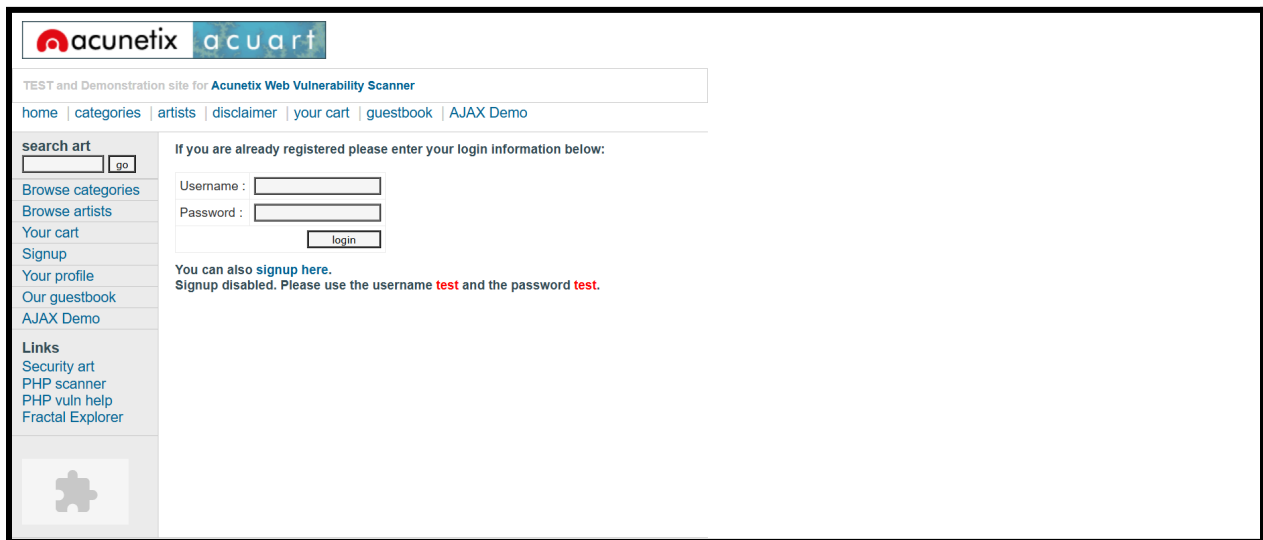 acunetix acuart
TEST and Demonstration site for Acunetix Web Vulnerability Scanner
home | categories | artists | disclaimer | your cart | guestbook | AJAX Demo
search art
go
Browse categories
Browse artists
Your cart
Signup
Your profile
Our guestbook
AJAX Demo
Links
Security art
PHP scanner
PHP vuln help
Fractal Explorer
If you are already registered please enter your login information below:
Username :
Password :
login
You can also signup here.
Signup disabled. Please use the username test and the password test.